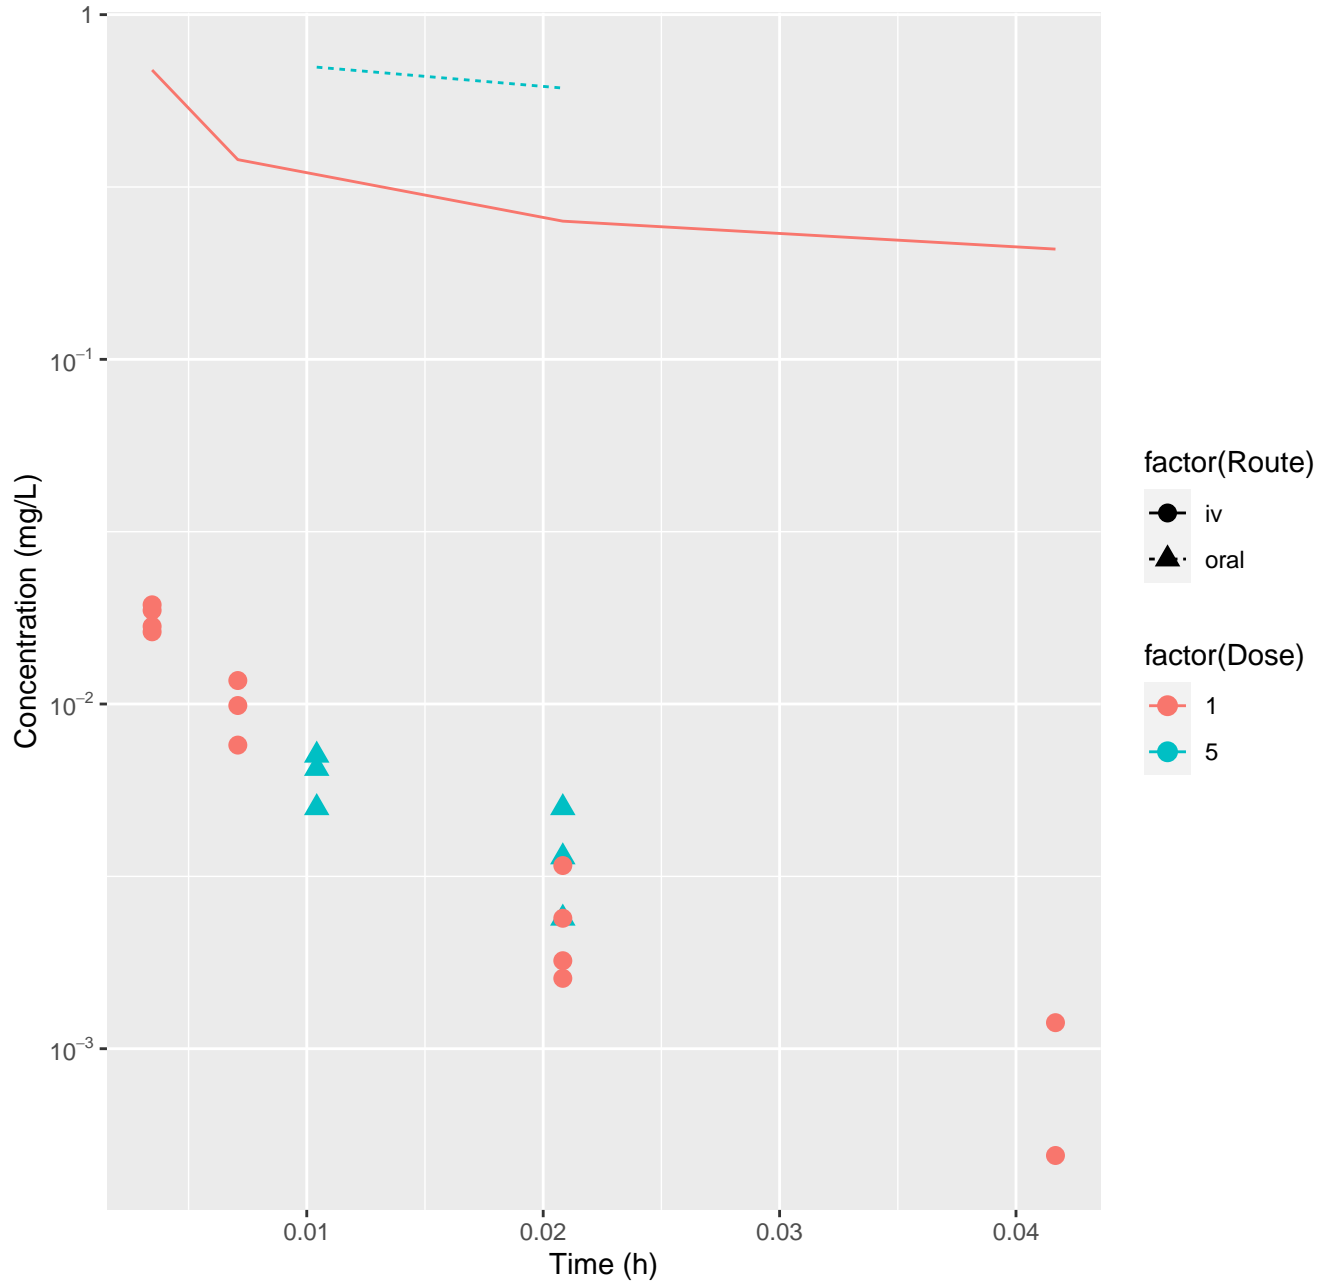 1
10⁻¹
10⁻²
10⁻³
Concentration (mg/L)
0.01 0.02 0.03 0.04
Time (h)
factor(Route)
iv
oral
factor(Dose)
1
5